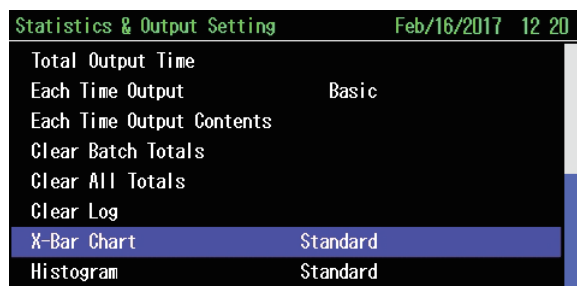 Statistics & Output Setting Feb/16/2017 12 20
Total Output Time
Each Time Output Basic
Each Time Output Contents
Clear Batch Totals
Clear All Totals
Clear Log
X-Bar Chart Standard
Histogram Standard